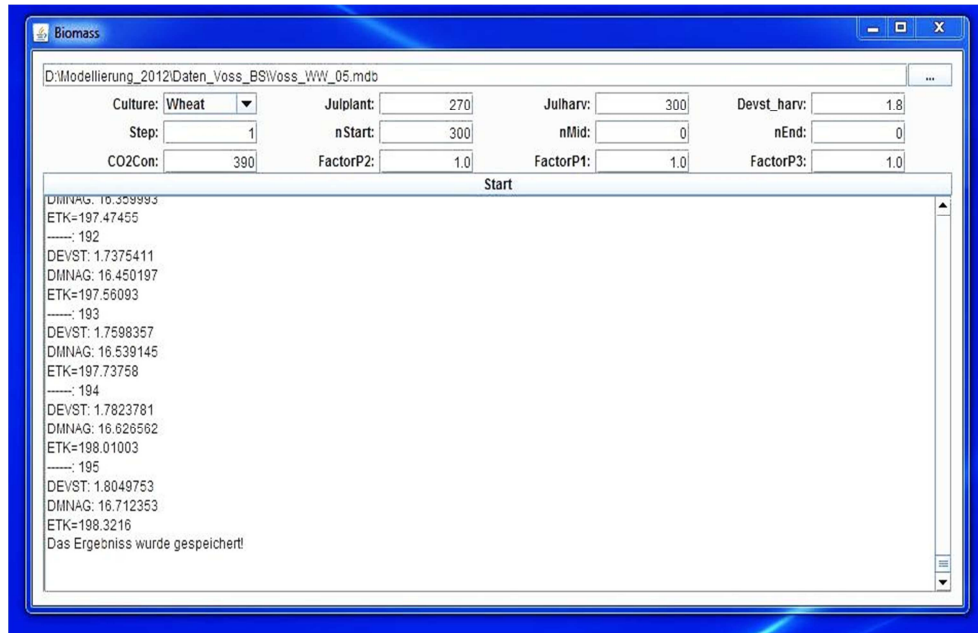 Biomass
D:\Modellierung_2012\Daten_Voss_BS\Voss_WW_05.mdb ...
Culture: Wheat Julplant: 270 Julharv: 300 Devst_harv: 1.8
Step: 1 nStart: 300 nMid: 0 nEnd: 0
CO2Con: 390 FactorP2: 1.0 FactorP1: 1.0 FactorP3: 1.0
Start
DMNAG: 16.359993
ETK=197.47455
------: 192
DEVST: 1.7375411
DMNAG: 16.450197
ETK=197.56093
------: 193
DEVST: 1.7598357
DMNAG: 16.539145
ETK=197.73758
------: 194
DEVST: 1.7823781
DMNAG: 16.626562
ETK=198.01003
------: 195
DEVST: 1.8049753
DMNAG: 16.712353
ETK=198.3216
Das Ergebniss wurde gespeichert!